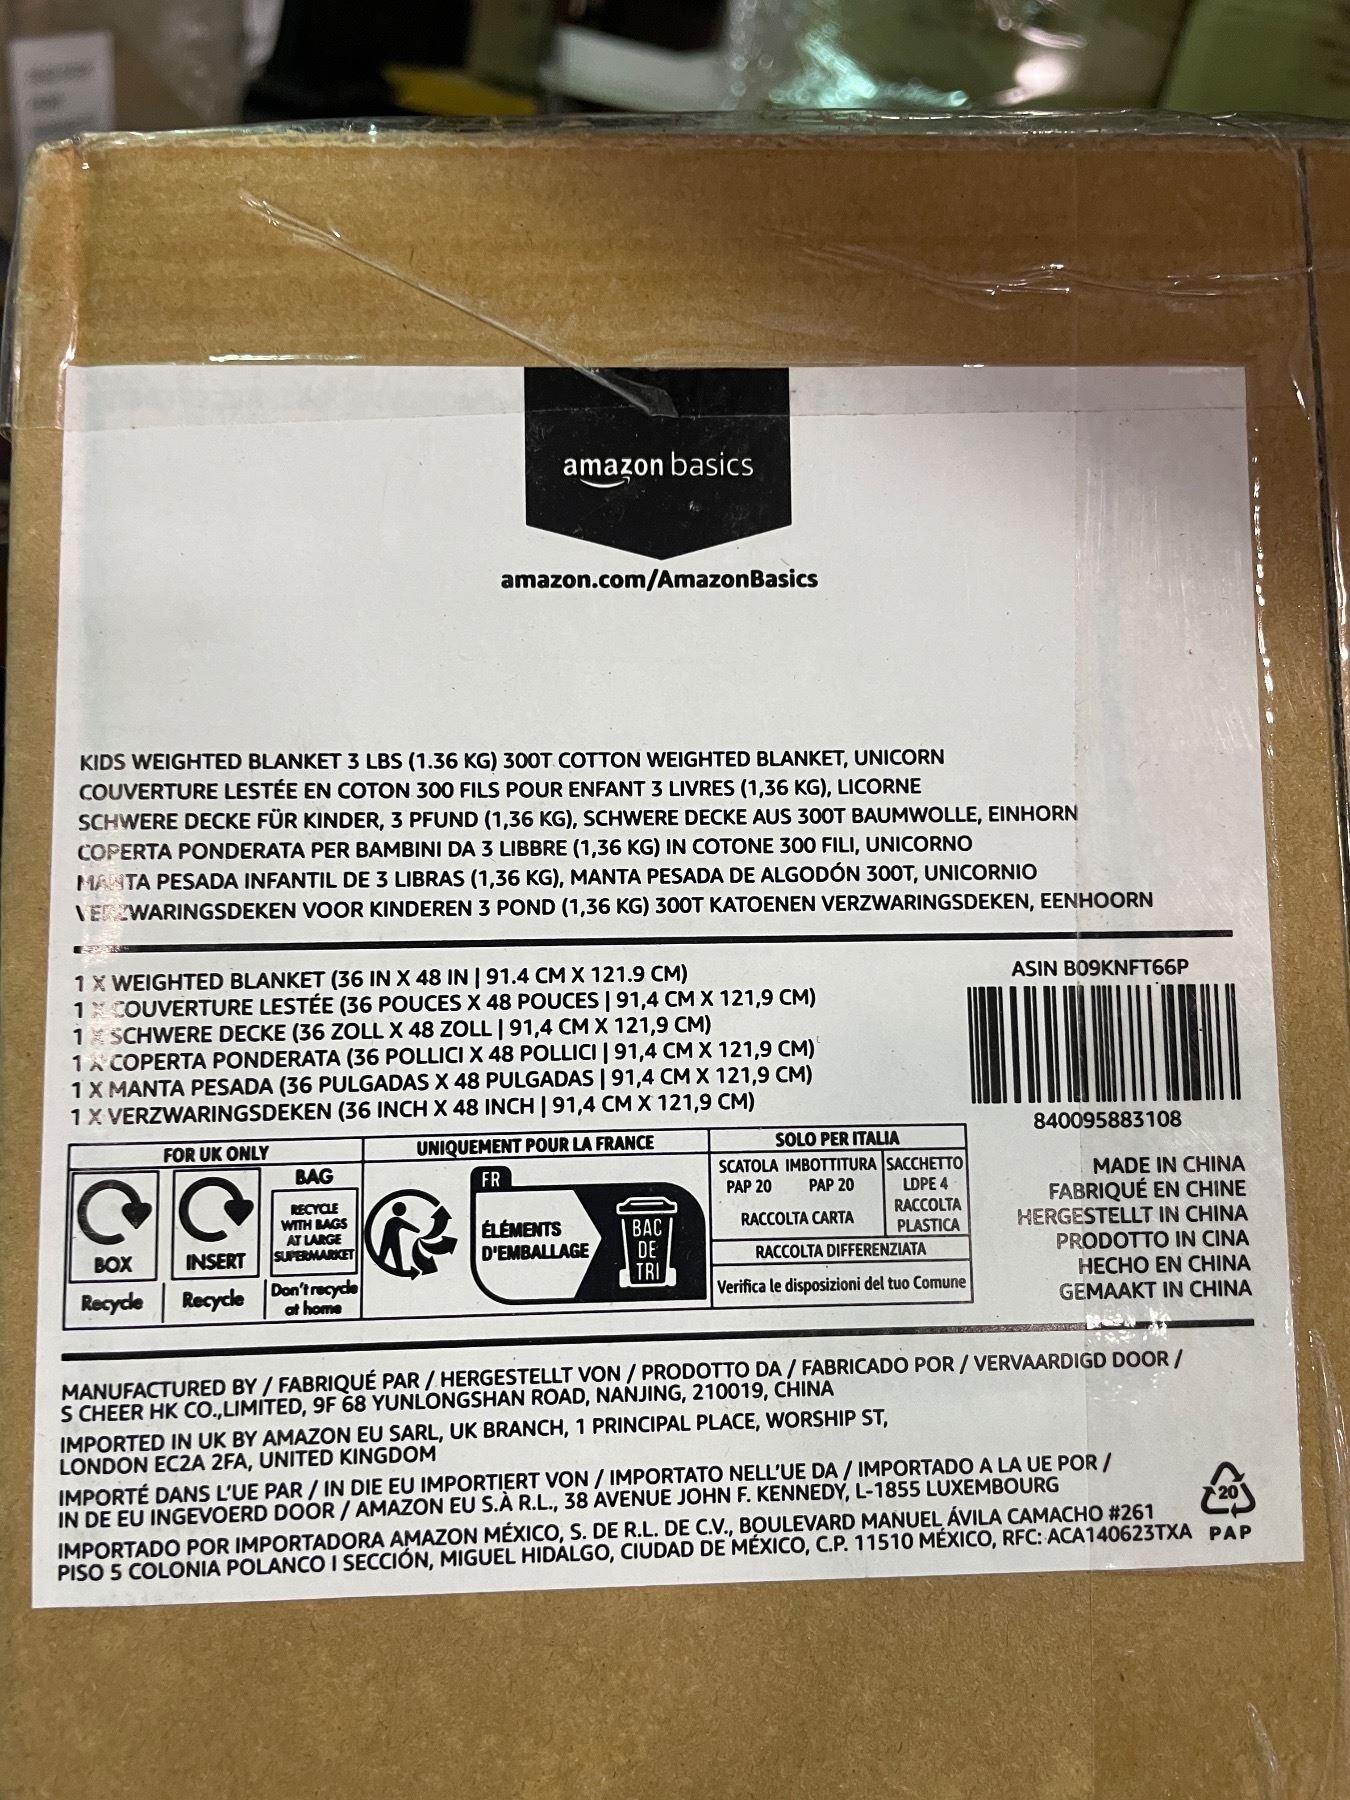 amazon basics
amazon.com/AmazonBasics
KIDS WEIGHTED BLANKET 3 LBS (1.36 KG) 300T COTTON WEIGHTED BLANKET, UNICORN
COUVERTURE LESTÉE EN COTON 300 FILS POUR ENFANT 3 LIVRES (1,36 KG), LICORNE
SCHWERE DECKE FÜR KINDER, 3 PFUND (1,36 KG), SCHWERE DECKE AUS 300T BAUMWOLLE, EINHORN
COPERTA PONDERATA PER BAMBINI DA 3 LIBBRE (1,36 KG) IN COTONE 300 FILI, UNICORNO
MANTA PESADA INFANTIL DE 3 LIBRAS (1,36 KG), MANTA PESADA DE ALGODÓN 300T, UNICORNIO
VERZWARINGSDEKEN VOOR KINDEREN 3 POND (1,36 KG) 300T KATOENEN VERZWARINGSDEKEN, EENHOORN
1 X WEIGHTED BLANKET (36 IN X 48 IN | 91.4 CM X 121.9 CM)
1 X COUVERTURE LESTÉE (36 POUCES X 48 POUCES | 91,4 CM X 121,9 CM)
1 X SCHWERE DECKE (36 ZOLL X 48 ZOLL | 91,4 CM X 121,9 CM)
1 X COPERTA PONDERATA (36 POLLICI X 48 POLLICI | 91,4 CM X 121,9 CM)
1 X MANTA PESADA (36 PULGADAS X 48 PULGADAS | 91,4 CM X 121,9 CM)
1 X VERZWARINGSDEKEN (36 INCH X 48 INCH | 91,4 CM X 121,9 CM)
ASIN B09KNFT66P
840095883108
FOR UK ONLY
BOX
Recycle
INSERT
Recycle
BAG
RECYCLE
WITH BAGS
AT LARGE
SUPERMARKET
Don't recycle
at home
UNIQUEMENT POUR LA FRANCE
FR
ÉLÉMENTS
D'EMBALLAGE
BAC
DE
TRI
SOLO PER ITALIA
SCATOLA IMBOTTITURA SACCHETTO
PAP 20 PAP 20 LDPE 4
RACCOLTA CARTA
RACCOLTA
PLASTICA
RACCOLTA DIFFERENZIATA
Verifica le disposizioni del tuo Comune
MADE IN CHINA
FABRIQUÉ EN CHINE
HERGESTELLT IN CHINA
PRODOTTO IN CINA
HECHO EN CHINA
GEMAAKT IN CHINA
MANUFACTURED BY / FABRIQUÉ PAR / HERGESTELLT VON / PRODOTTO DA / FABRICADO POR / VERVAARDIGD DOOR /
S CHEER HK CO.,LIMITED, 9F 68 YUNLONGSHAN ROAD, NANJING, 210019, CHINA
IMPORTED IN UK BY AMAZON EU SARL, UK BRANCH, 1 PRINCIPAL PLACE, WORSHIP ST,
LONDON EC2A 2FA, UNITED KINGDOM
IMPORTÉ DANS L'UE PAR / IN DIE EU IMPORTIERT VON / IMPORTATO NELL'UE DA / IMPORTADO A LA UE POR /
IN DE EU INGEVOERD DOOR / AMAZON EU S.À R.L., 38 AVENUE JOHN F. KENNEDY, L-1855 LUXEMBOURG
IMPORTADO POR IMPORTADORA AMAZON MÉXICO, S. DE R.L. DE C.V., BOULEVARD MANUEL ÁVILA CAMACHO #261
PISO 5 COLONIA POLANCO I SECCIÓN, MIGUEL HIDALGO, CIUDAD DE MÉXICO, C.P. 11510 MÉXICO, RFC: ACA140623TXA
20
PAP